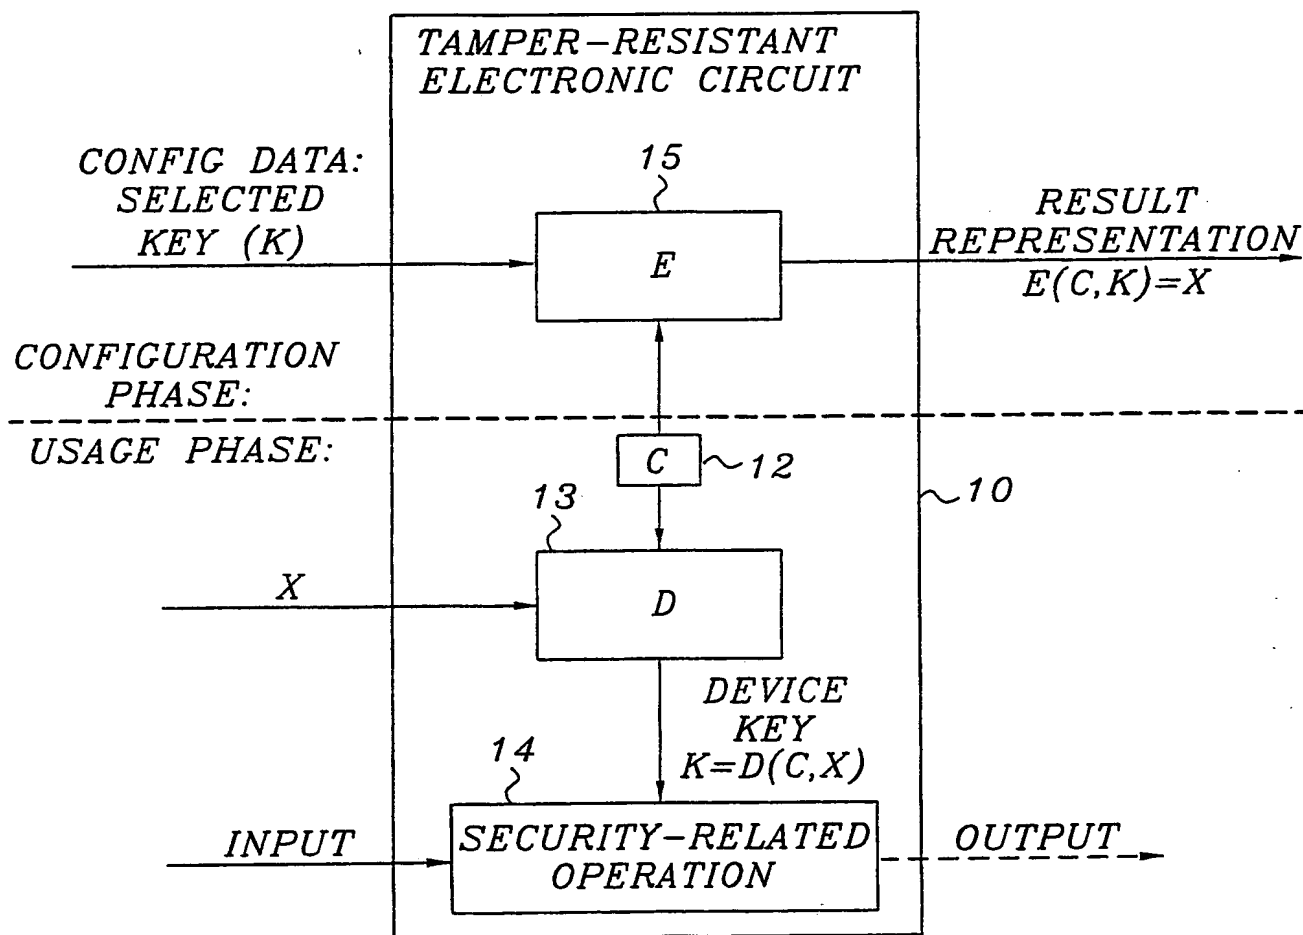 TAMPER-RESISTANT
ELECTRONIC CIRCUIT
CONFIG DATA:
SELECTED
KEY (K)
15
E
RESULT
REPRESENTATION
E(C,K)=X
CONFIGURATION
PHASE:
USAGE PHASE:
C
12
10
13
X
D
DEVICE
KEY
K=D(C,X)
14
INPUT
SECURITY-RELATED
OPERATION
OUTPUT